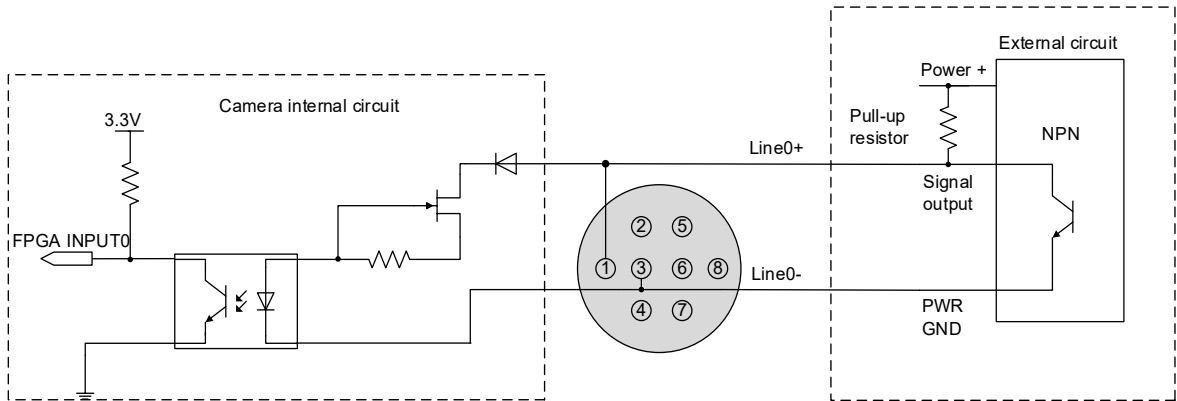 External circuit
Power +
Camera internal circuit
3.3V
Pull-up
resistor
NPN
Line0+
Signal
output
2
5
FPGA INPUT0
1
3
6
8
Line0-
4
7
PWR
GND